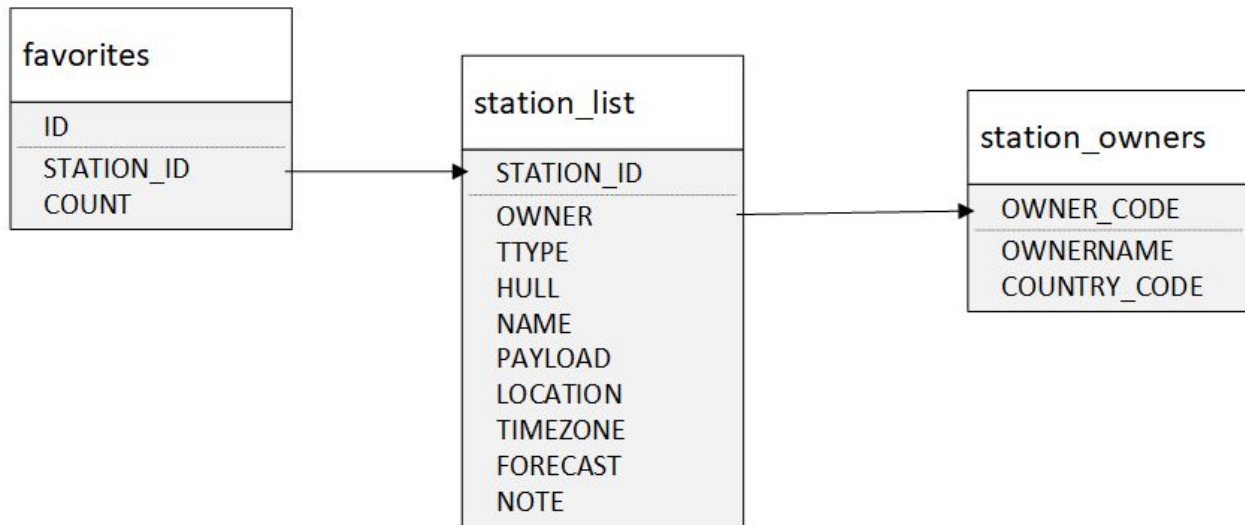 favorites
ID
STATION_ID
COUNT
station_list
STATION_ID
OWNER
TTYPE
HULL
NAME
PAYLOAD
LOCATION
TIMEZONE
FORECAST
NOTE
station_owners
OWNER_CODE
OWNERNAME
COUNTRY_CODE